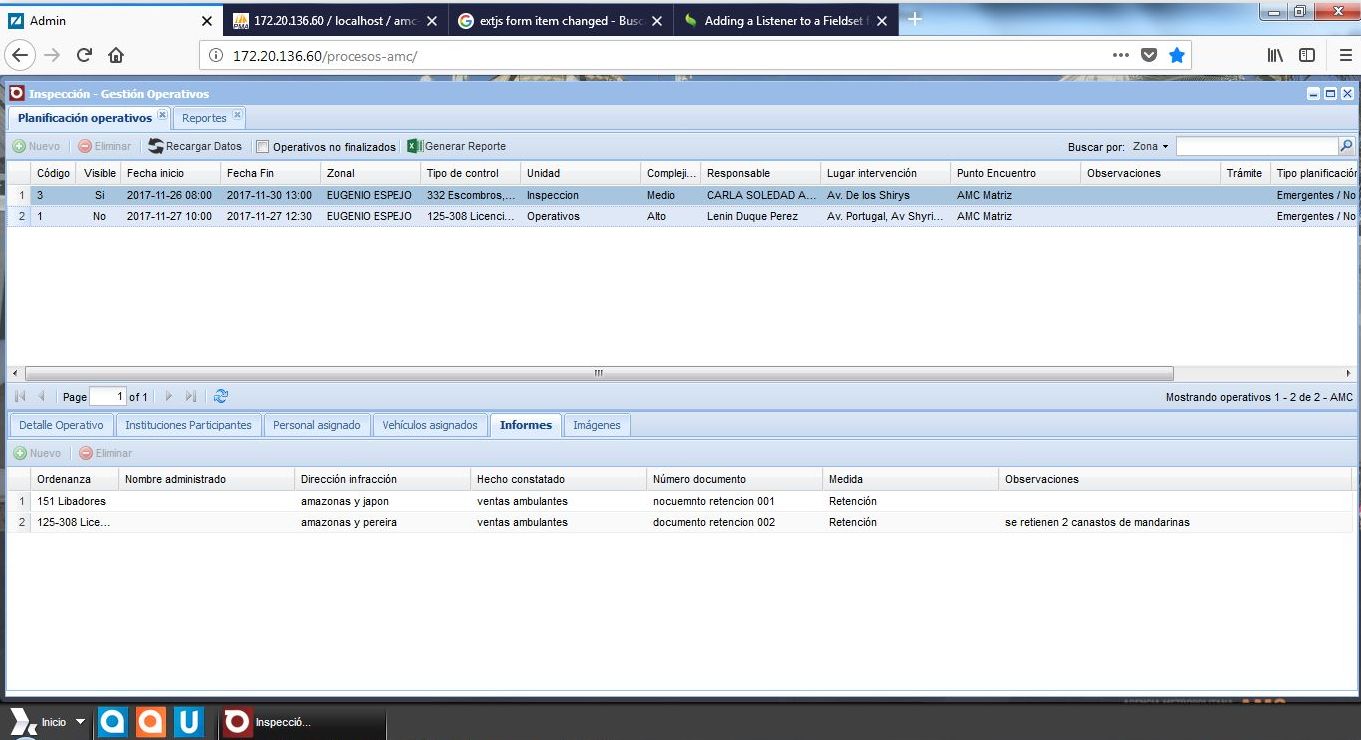 Admin
172.20.136.60 / localhost / amc-
extjs form item changed - Busc
Adding a Listener to a Fieldset f
172.20.136.60/procesos-amc/
Inspección - Gestión Operativos
Planificación operativos Reportes
Nuevo Eliminar Recargar Datos Operativos no finalizados Generar Reporte Buscar por: Zona
Código Visible Fecha inicio Fecha Fin Zonal Tipo de control Unidad Compleji... Responsable Lugar intervención Punto Encuentro Observaciones Trámite Tipo planificación
1 3 Si 2017-11-26 08:00 2017-11-30 13:00 EUGENIO ESPEJO 332 Escombros,... Inspeccion Medio CARLA SOLEDAD A... Av. De los Shirys AMC Matriz Emergentes / No
2 1 No 2017-11-27 10:00 2017-11-27 12:30 EUGENIO ESPEJO 125-308 Licenci... Operativos Alto Lenin Duque Perez Av. Portugal, Av Shyri... AMC Matriz Emergentes / No
Page 1 of 1 Mostrando operativos 1 - 2 de 2 - AMC
Detalle Operativo Instituciones Participantes Personal asignado Vehículos asignados Informes Imágenes
Nuevo Eliminar
Ordenanza Nombre administrado Dirección infracción Hecho constatado Número documento Medida Observaciones
1 151 Libadores amazonas y japon ventas ambulantes nocuemnto retencion 001 Retención
2 125-308 Lice... amazonas y pereira ventas ambulantes documento retencion 002 Retención se retienen 2 canastos de mandarinas
Inicio Inspecció...